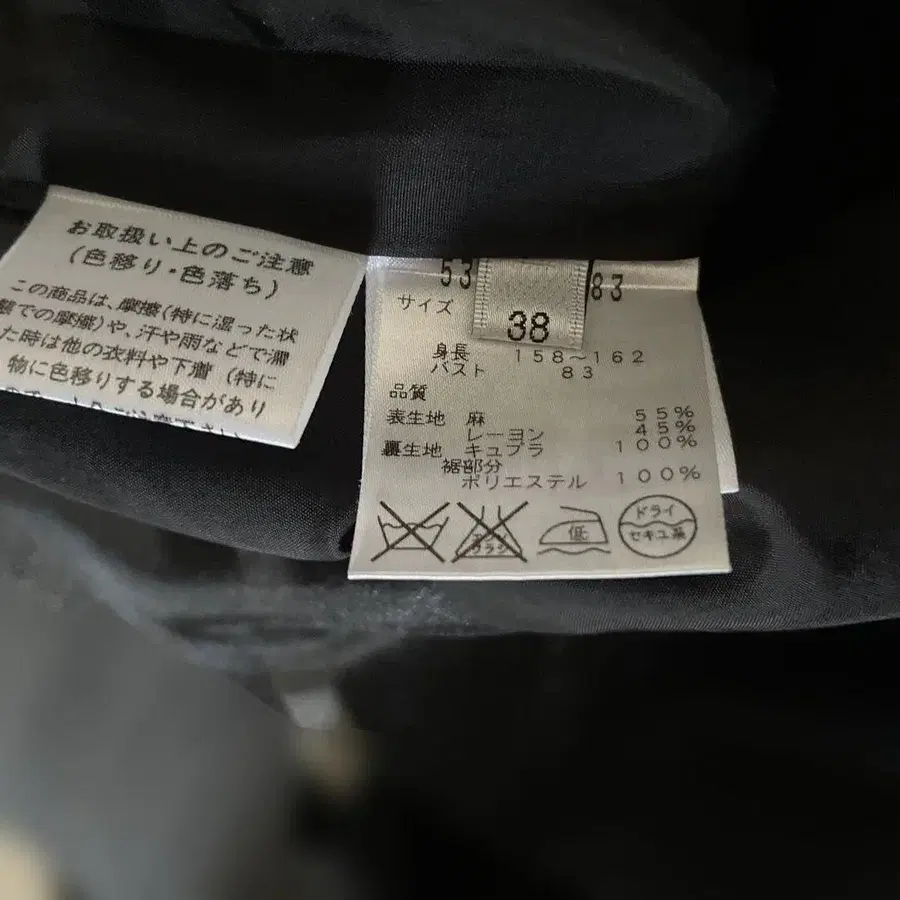 お取扱い上のご注意
(色移り・色落ち)
この商品は、摩擦(特に湿った状
態での摩擦)や、汗や雨などで濡
た時は他の衣料や下着(特に
物に色移りする場合があり
53 83
サイズ
38
身長 158～162
バスト 83
品質
表生地 麻 55%
レーヨン 45%
裏生地 キュプラ 100%
裾部分
ポリエステル 100%
低
ドライ
セキユ系